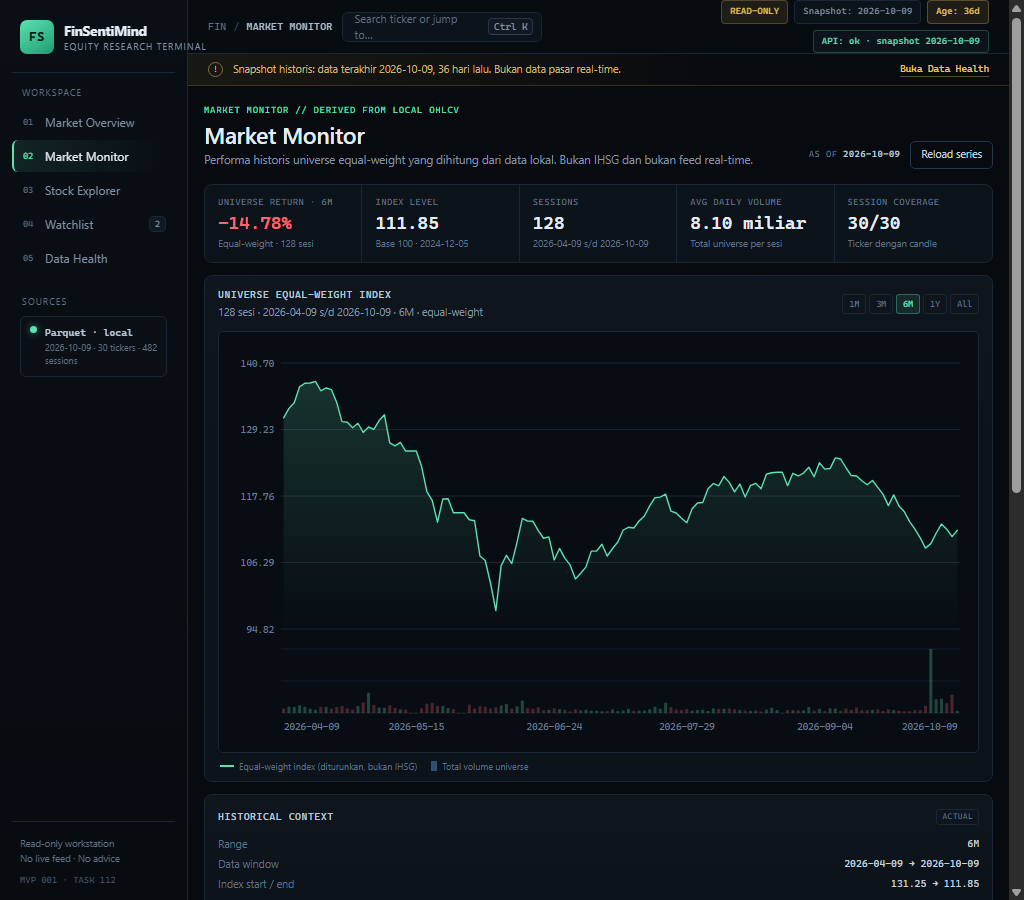 FS
FinSentiMind
EQUITY RESEARCH TERMINAL
WORKSPACE
01 Market Overview
02 Market Monitor
03 Stock Explorer
04 Watchlist 2
05 Data Health
SOURCES
Parquet · local
2026-10-09 · 30 tickers · 482
sessions
Read-only workstation
No live feed · No advice
MVP 001 · TASK 112
FIN / MARKET MONITOR
Search ticker or jump
to...
Ctrl K
READ-ONLY
Snapshot: 2026-10-09
Age: 36d
API: ok · snapshot 2026-10-09
! Snapshot historis: data terakhir 2026-10-09, 36 hari lalu. Bukan data pasar real-time.
Buka Data Health
MARKET MONITOR // DERIVED FROM LOCAL OHLCV
Market Monitor
Performa historis universe equal-weight yang dihitung dari data lokal. Bukan IHSG dan bukan feed real-time.
AS OF 2026-10-09
Reload series
UNIVERSE RETURN · 6M
−14.78%
Equal-weight · 128 sesi
INDEX LEVEL
111.85
Base 100 · 2024-12-05
SESSIONS
128
2026-04-09 s/d 2026-10-09
AVG DAILY VOLUME
8.10 miliar
Total universe per sesi
SESSION COVERAGE
30/30
Ticker dengan candle
UNIVERSE EQUAL-WEIGHT INDEX
128 sesi · 2026-04-09 s/d 2026-10-09 · 6M · equal-weight
1M 3M 6M 1Y All
140.70
129.23
117.76
106.29
94.82
2026-04-09 2026-05-15 2026-06-24 2026-07-29 2026-09-04 2026-10-09
Equal-weight index (diturunkan, bukan IHSG) Total volume universe
HISTORICAL CONTEXT
ACTUAL
Range 6M
Data window 2026-04-09 → 2026-10-09
Index start / end 131.25 → 111.85